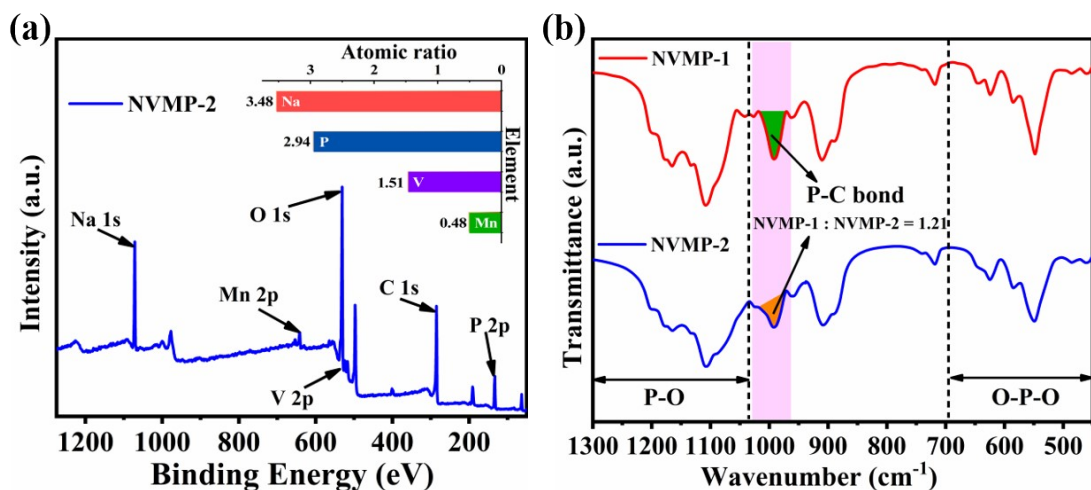 (a)
Atomic ratio
3 2 1 0
NVMP-2
3.48 Na
2.94 P
1.51 V
0.48 Mn
Element
Na 1s
O 1s
Mn 2p
C 1s
P 2p
V 2p
Intensity (a.u.)
1200 1000 800 600 400 200
Binding Energy (eV)
(b)
NVMP-1
P-C bond
NVMP-1 : NVMP-2 = 1.21
NVMP-2
P-O
O-P-O
Transmittance (a.u.)
1300 1200 1100 1000 900 800 700 600 500
Wavenumber (cm-1)